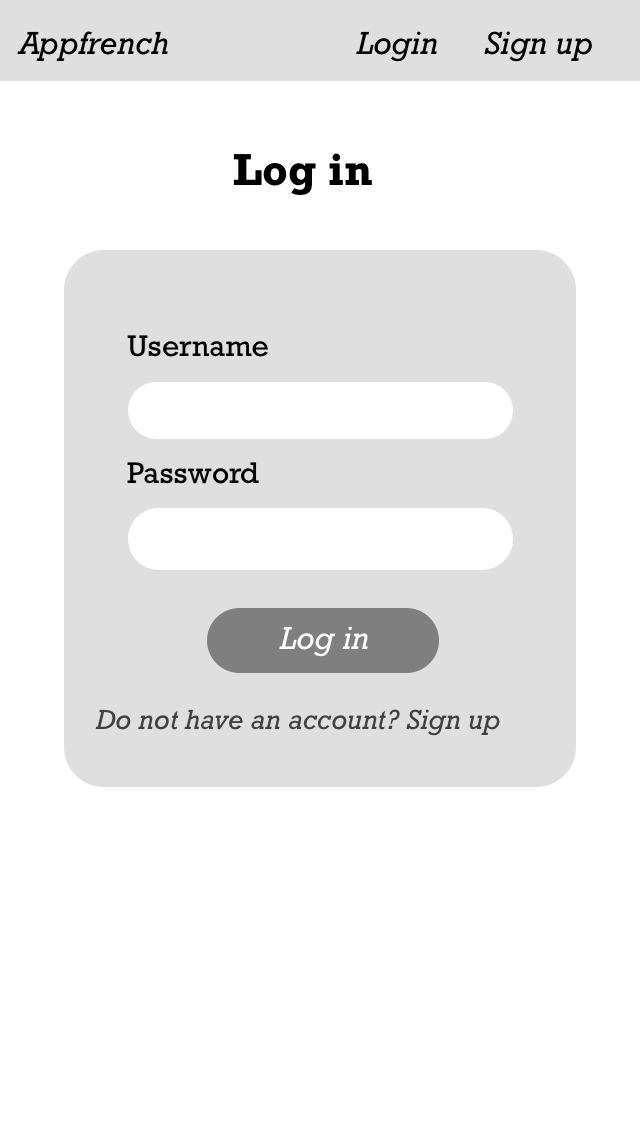 Appfrench Login Sign up
Log in
Username
Password
Log in
Do not have an account? Sign up